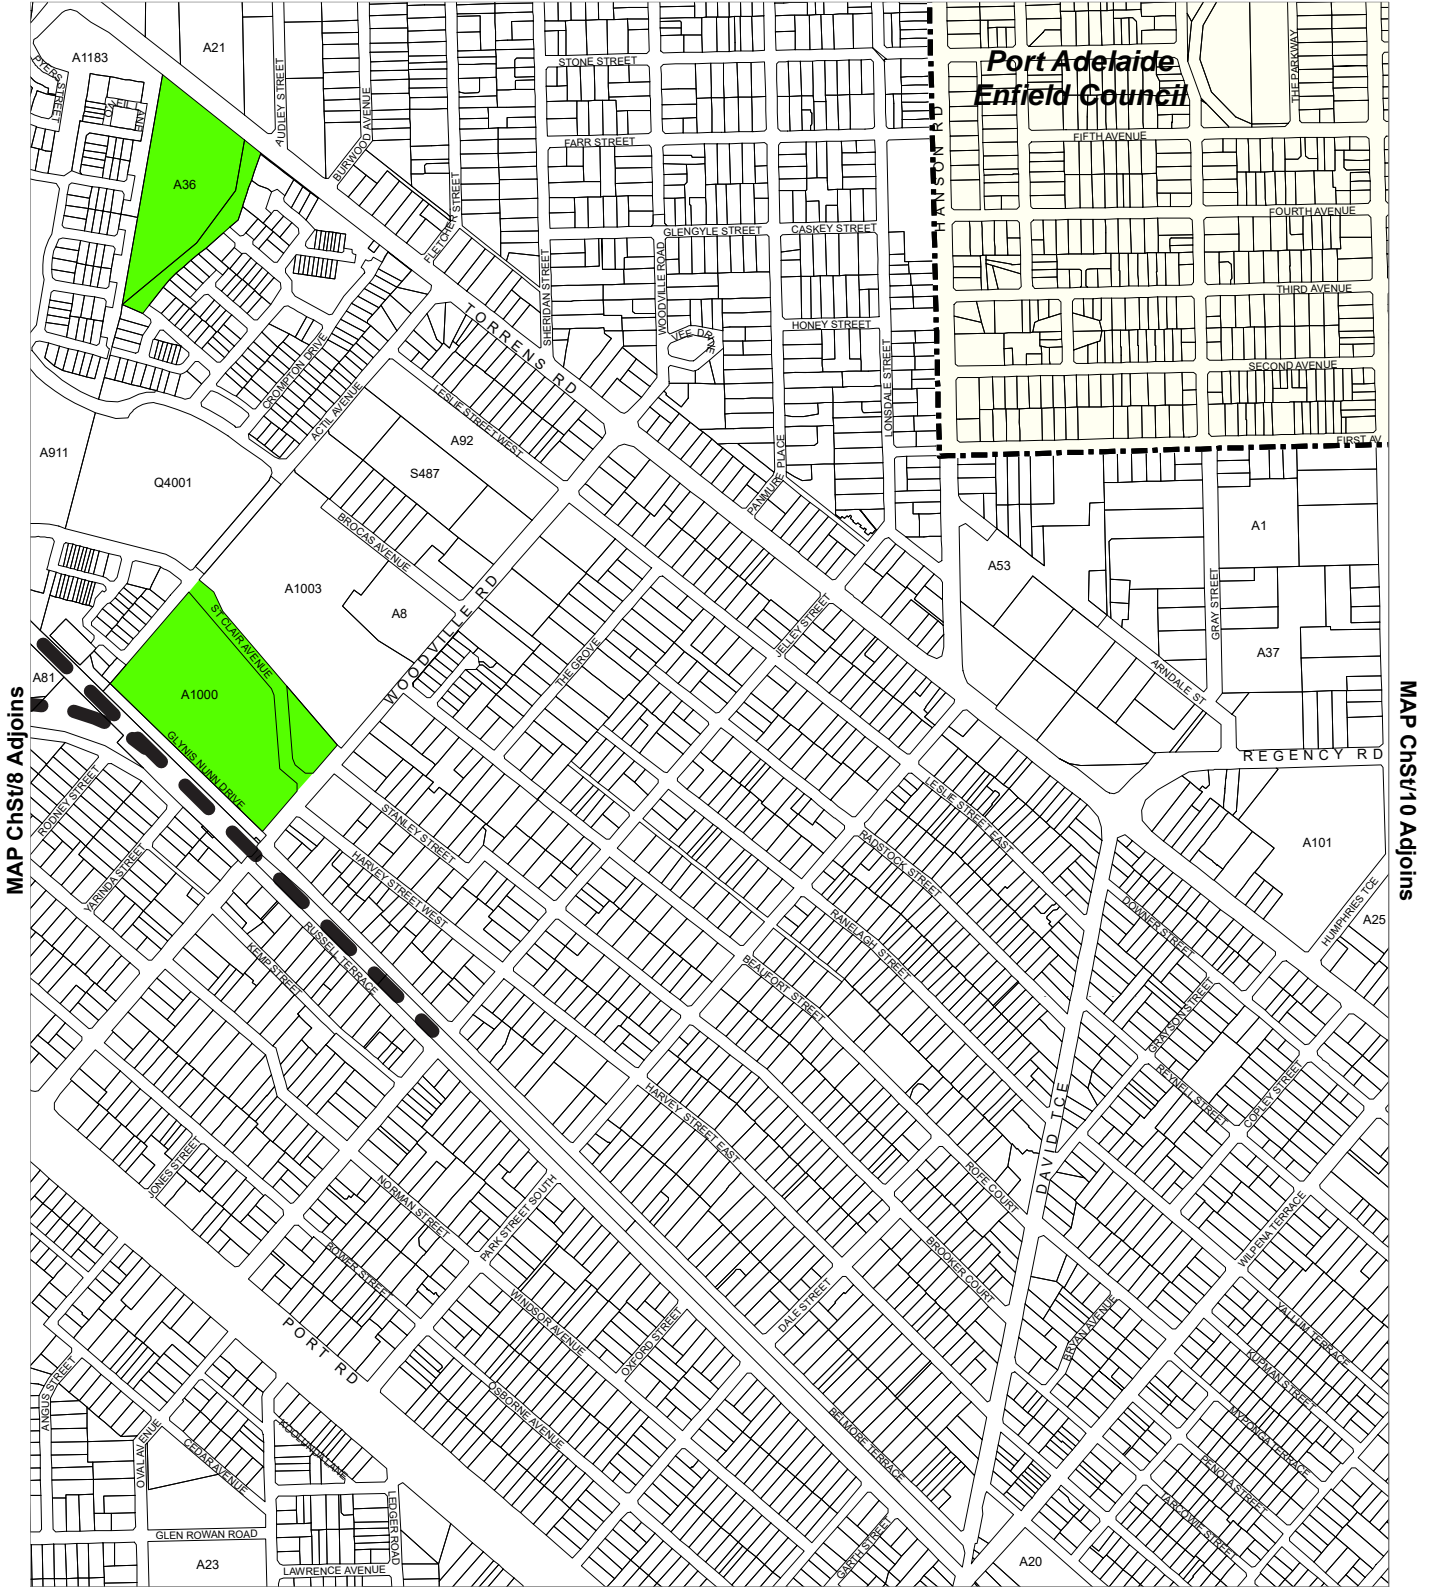 A1183
A21
PYERS STREET
LANE
AUDLEY STREET
BURWOOD AVENUE
STONE STREET
FARR STREET
Port Adelaide
Enfield Council
THE PARKWAY
HANSON RD
FIFTH AVENUE
A36
FLETCHER STREET
GLENGYLE STREET
CASKEY STREET
FOURTH AVENUE
SHERIDAN STREET
WOODVILLE ROAD
THIRD AVENUE
TORRENS RD
HONEY STREET
VEE DRIVE
LONSDALE STREET
CROMPTON DRIVE
ACTIL AVENUE
LESLIE STREET WEST
SECOND AVENUE
FIRST AV
A911
Q4001
A92
S487
PANMURE PLACE
BROCAS AVENUE
A1
A53
A1003
A8
WOODVILLE RD
GRAY STREET
ST CLAIR AVENUE
THE GROVE
JELLEY STREET
A37
ARNDALE ST
A81
A1000
GLYNIS NUNN DRIVE
MAP ChSt/8 Adjoins
MAP ChSt/10 Adjoins
REGENCY RD
RODNEY STREET
STANLEY STREET
LESLIE STREET EAST
RADSTOCK STREET
A101
YARINDA STREET
HARVEY STREET WEST
HUMPHRIES TCE
A25
DOWNER STREET
RANELAGH STREET
RUSSELL TERRACE
KEMP STREET
BEAUFORT STREET
GRAYSON STREET
REYNELL STREET
COPLEY STREET
HARVEY STREET EAST
DAVID TCE
JONES STREET
NORMAN STREET
PARK STREET SOUTH
ROFE COURT
WILPENA TERRACE
BOWER STREET
BROOKER COURT
PORT RD
WINDSOR AVENUE
OXFORD STREET
DALE STREET
BRYAN AVENUE
YALLUM TERRACE
KUPMAN STREET
ANGUS STREET
OSBORNE AVENUE
BELMORE TERRACE
MYPONGA TERRACE
OVAL AVENUE
CEDAR AVENUE
KOOLUNDA LANE
PENOLA STREET
TARCOWIE STREET
GLEN ROWAN ROAD
LEDGER ROAD
GARTH STREET
A23
LAWRENCE AVENUE
A20